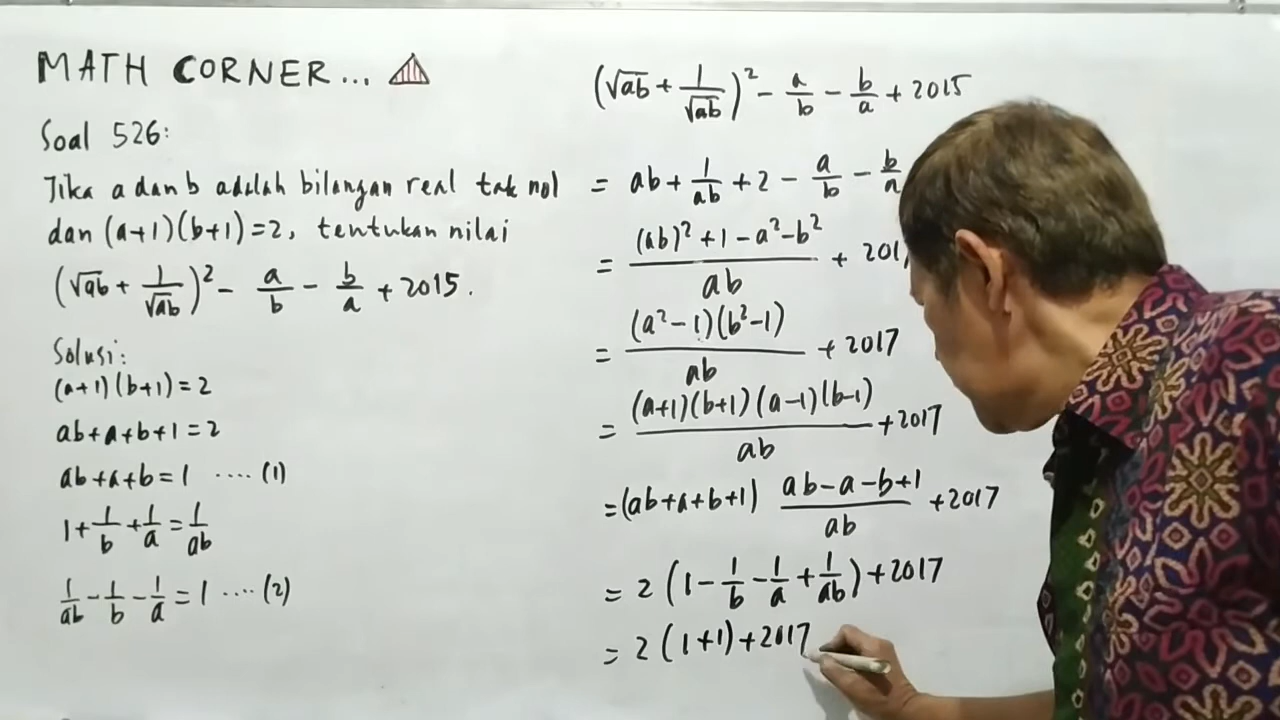 MATH CORNER...
Soal 526:
Jika a dan b adalah bilangan real tak nol
dan (a+1)(b+1)=2, tentukan nilai
(√ab + 1/√ab)² - a/b - b/a + 2015.
Solusi:
(a+1)(b+1)=2
ab+a+b+1=2
ab+a+b=1 ....(1)
1+1/b+1/a=1/ab
1/ab-1/b-1/a=1 ....(2)
(√ab + 1/√ab)² - a/b - b/a + 2015
= ab + 1/ab + 2 - a/b - b/a
= ((ab)²+1-a²-b²)/ab + 201
= (a²-1)(b²-1)/ab + 2017
= (a+1)(b+1)(a-1)(b-1)/ab +2017
=(ab+a+b+1) (ab-a-b+1)/ab +2017
= 2(1-1/b-1/a+1/ab)+2017
= 2(1+1)+2017